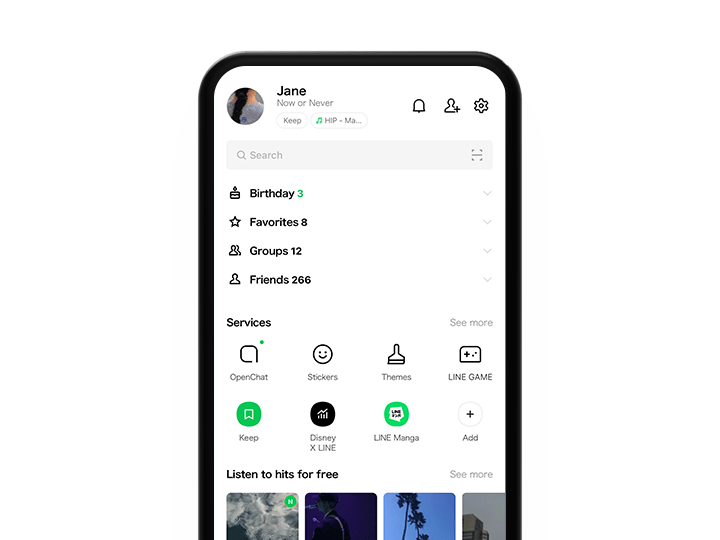 Jane
Now or Never
Keep
HIP - Ma...
Search
Birthday 3
Favorites 8
Groups 12
Friends 266
Services
See more
OpenChat
Stickers
Themes
LINE GAME
LINE
Keep
Disney
X LINE
LINE Manga
Add
Listen to hits for free
See more
N